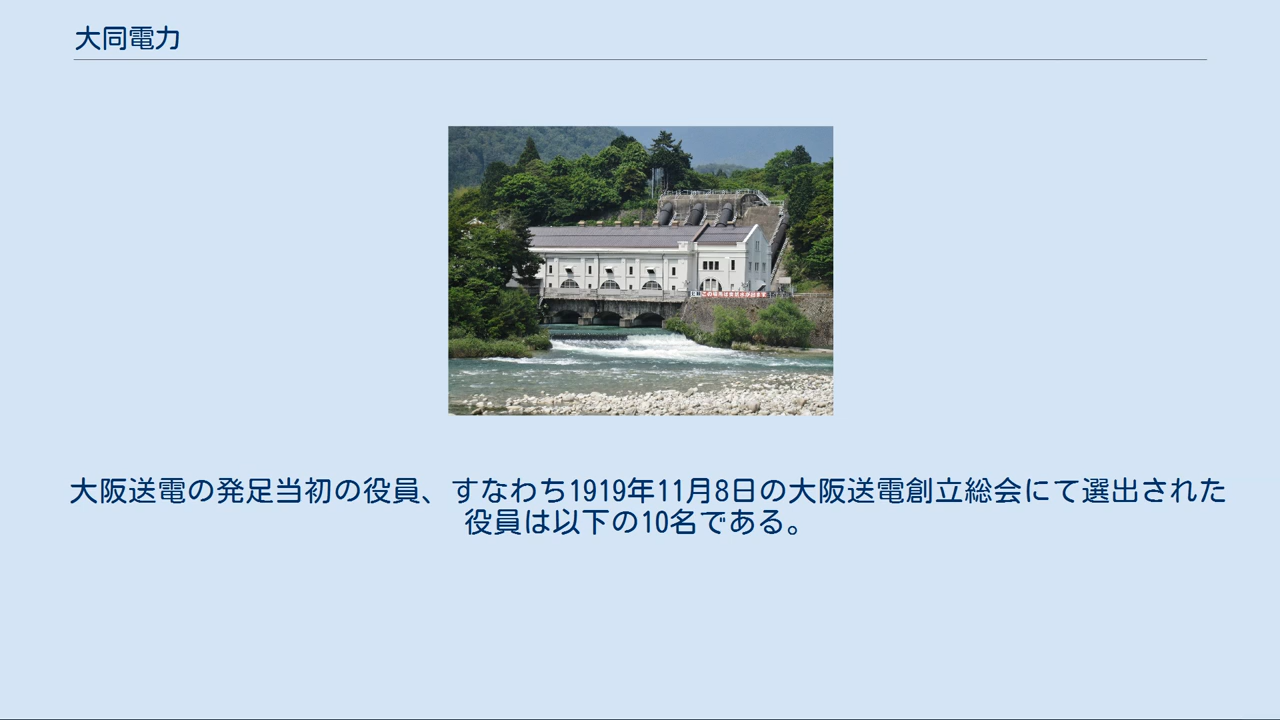 大同電力
大阪送電の発足当初の役員、すなわち1919年11月8日の大阪送電創立総会にて選出された
役員は以下の10名である。